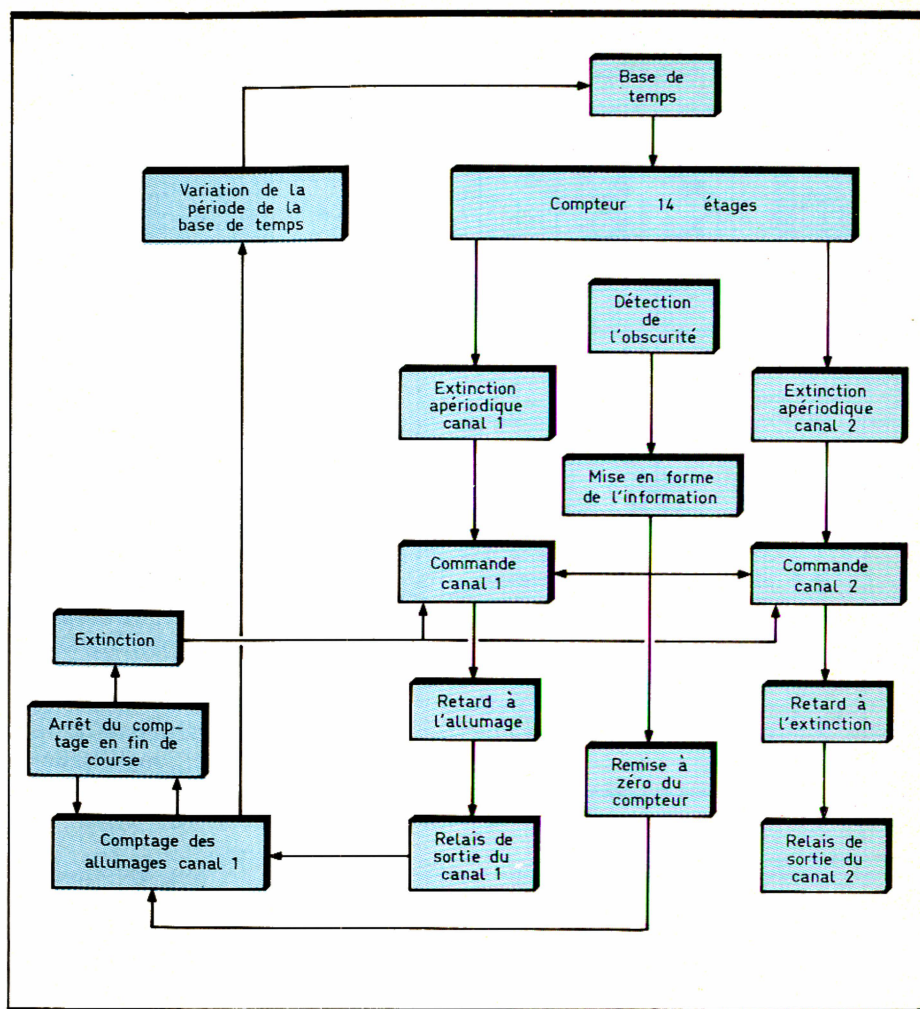 Base de
temps
Variation de la
période de la
base de temps
Compteur 14 étages
Détection
de
l'obscurité
Extinction
apériodique
canal 1
Extinction
apériodique
canal 2
Mise en forme
de l'information
Commande
canal 1
Commande
canal 2
Extinction
Retard à
l'allumage
Retard à
l'extinction
Arrêt du comp-
tage en fin de
course
Remise à
zéro du
compteur
Comptage des
allumages canal 1
Relais de
sortie du
canal 1
Relais de
sortie du
canal 2